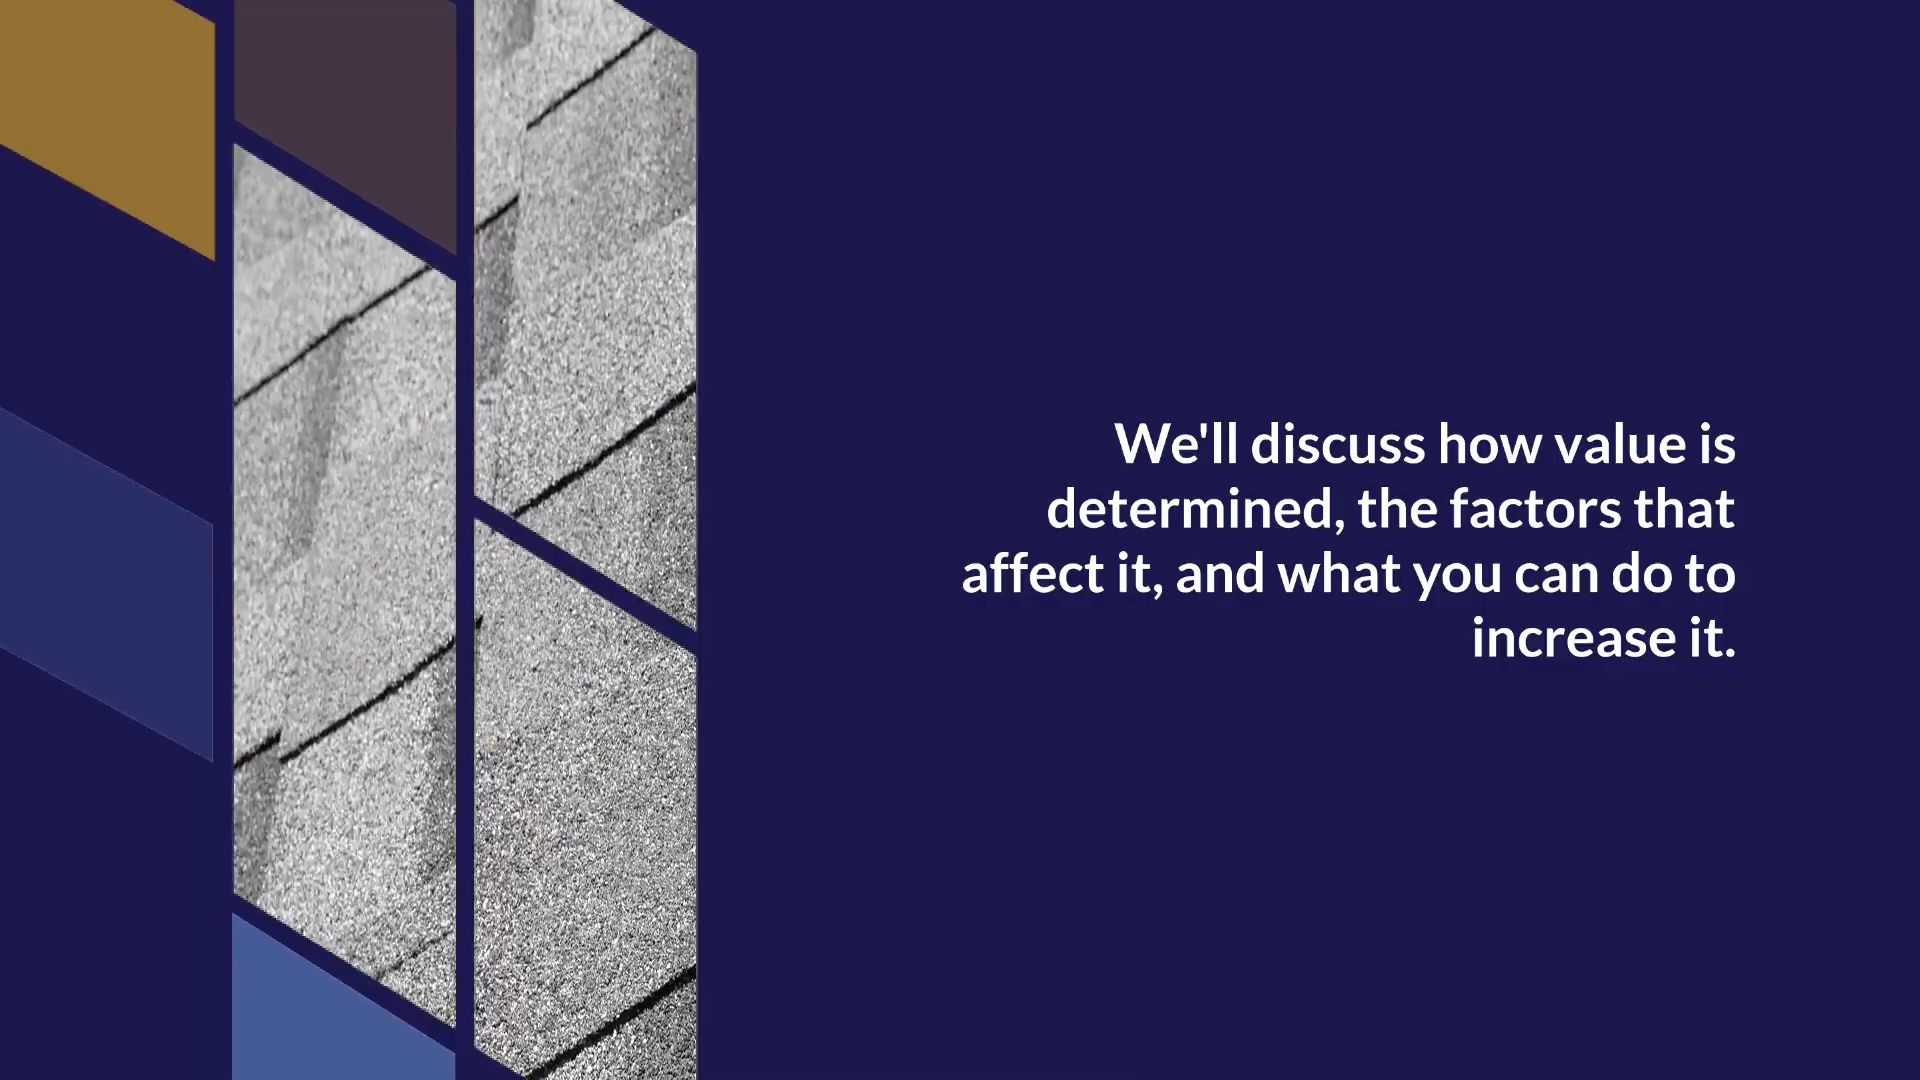 We'll discuss how value is
determined, the factors that
affect it, and what you can do to
increase it.